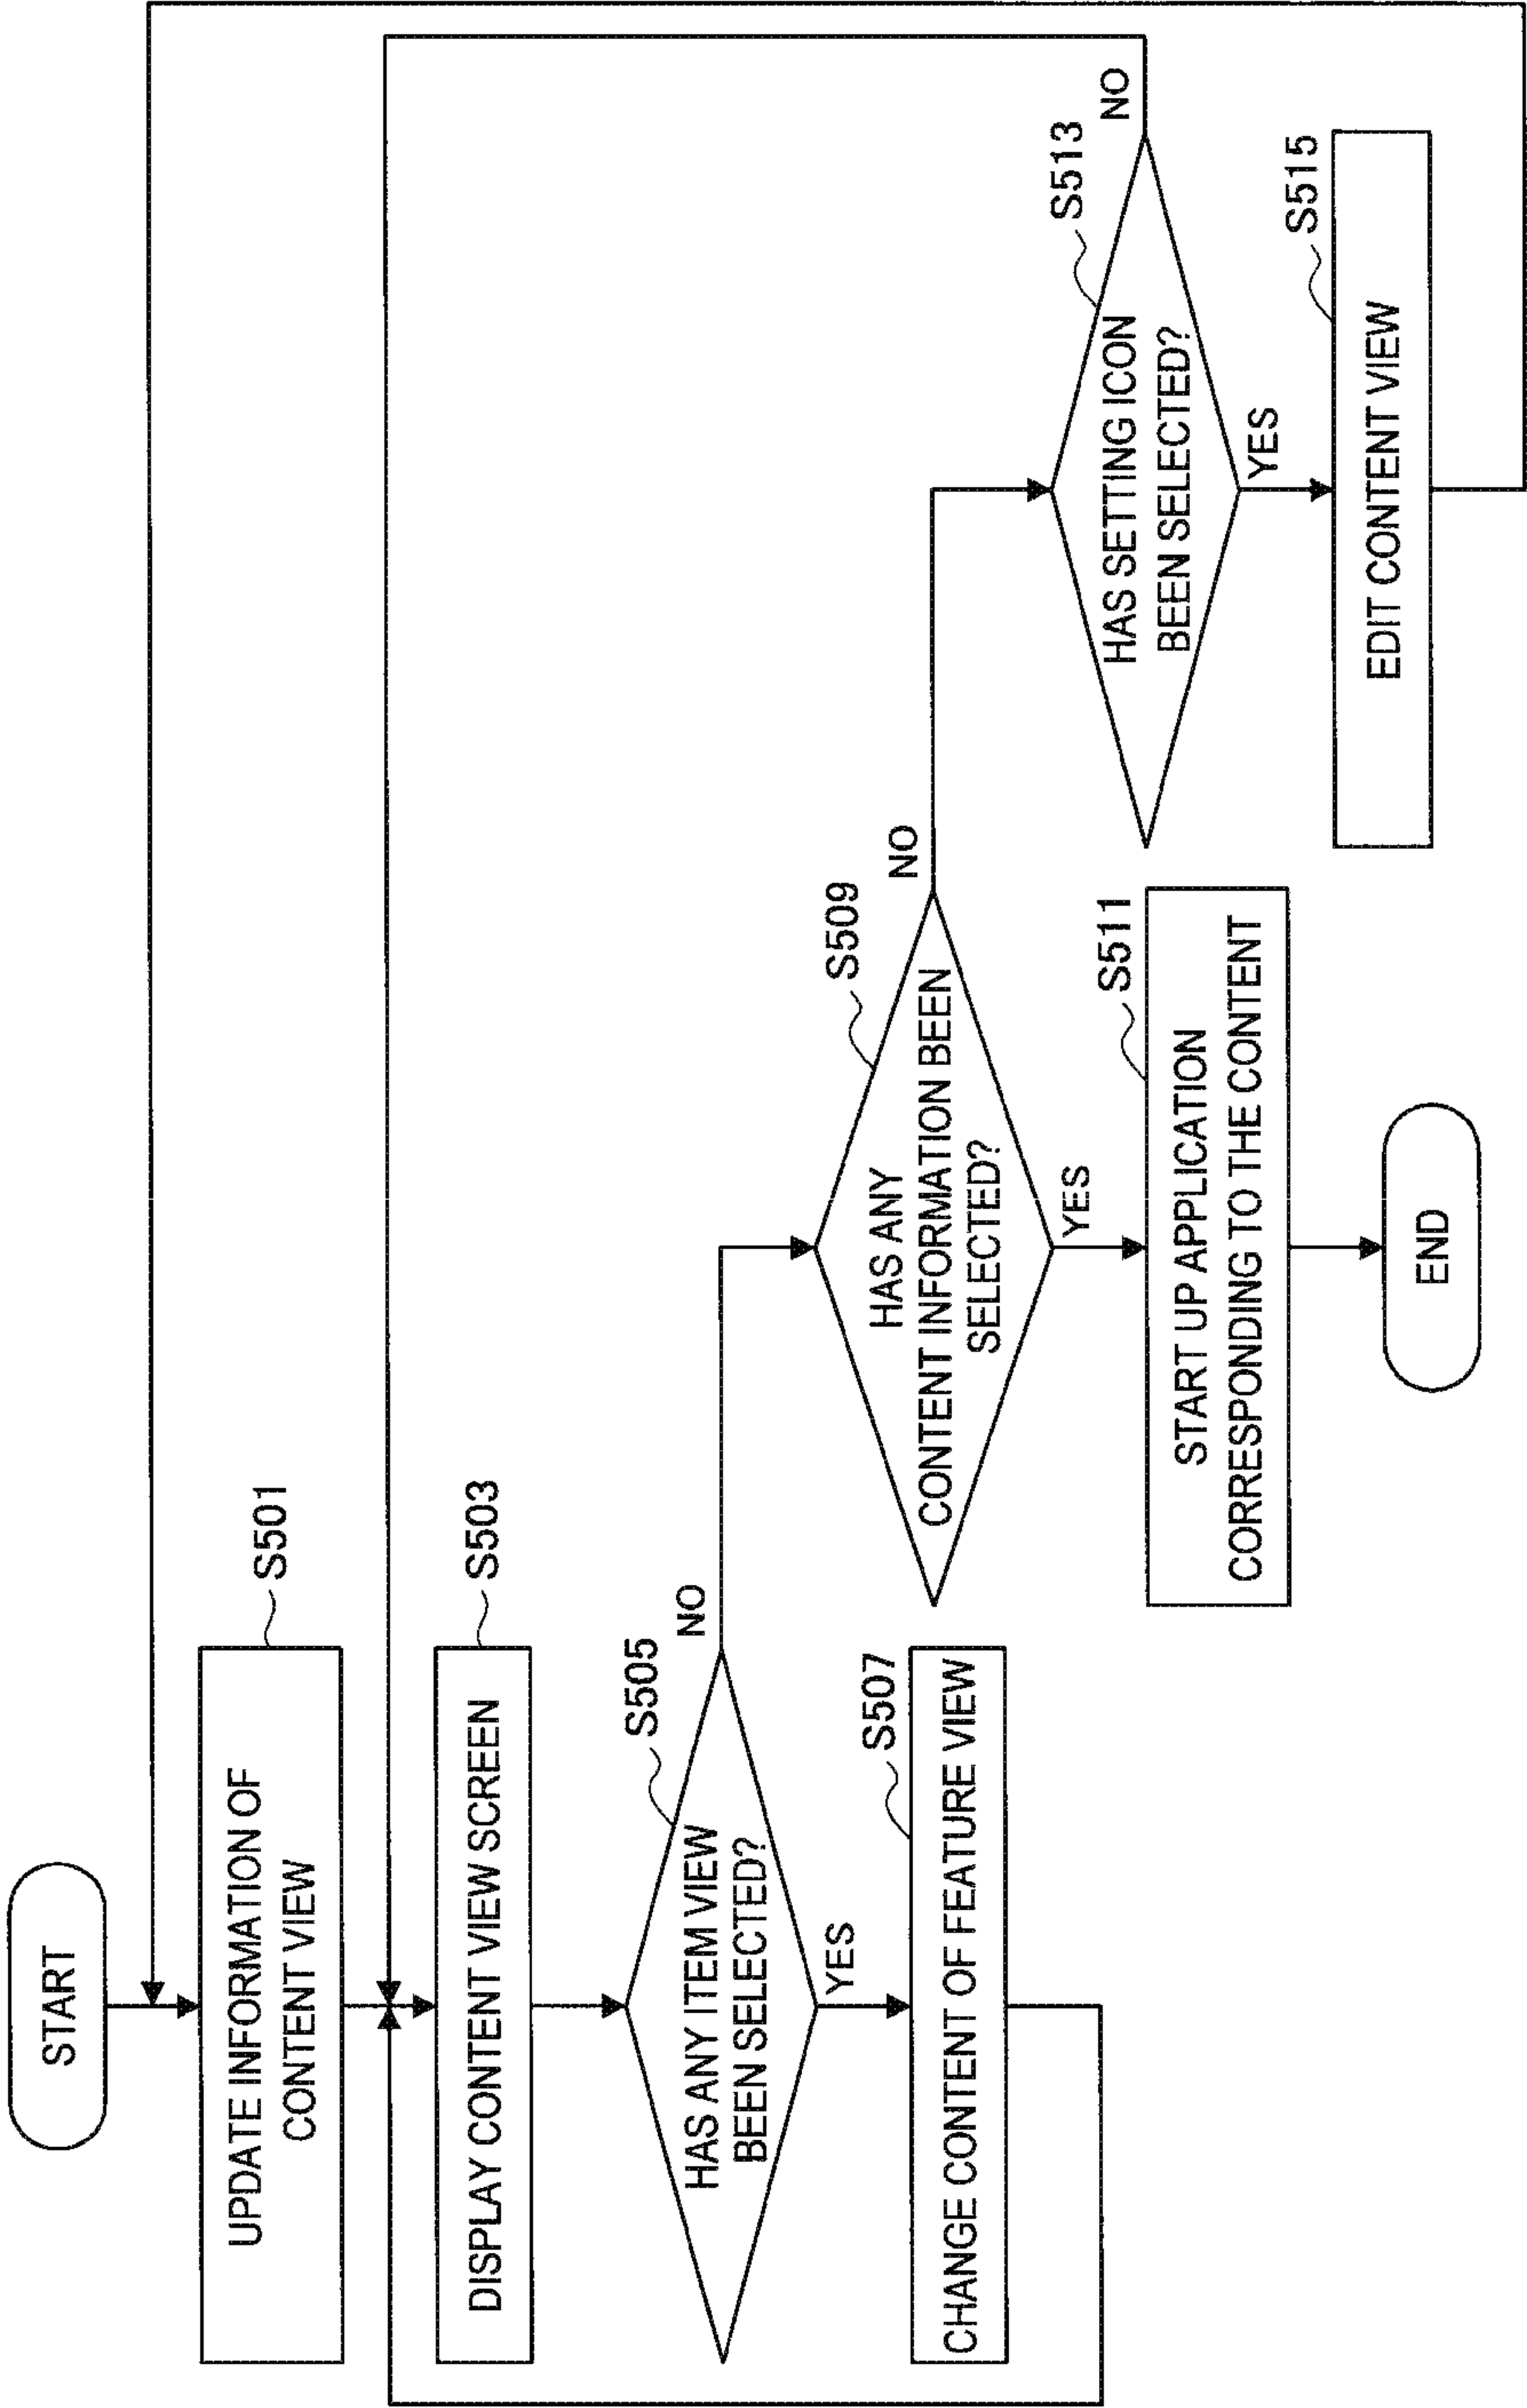 START
S501
UPDATE INFORMATION OF
CONTENT VIEW
S503
DISPLAY CONTENT VIEW SCREEN
S505
HAS ANY ITEM VIEW
BEEN SELECTED?
NO
YES
S507
CHANGE CONTENT OF FEATURE VIEW
S509
HAS ANY
CONTENT INFORMATION BEEN
SELECTED?
NO
YES
S511
START UP APPLICATION
CORRESPONDING TO THE CONTENT
END
S513
HAS SETTING ICON
BEEN SELECTED?
NO
YES
S515
EDIT CONTENT VIEW